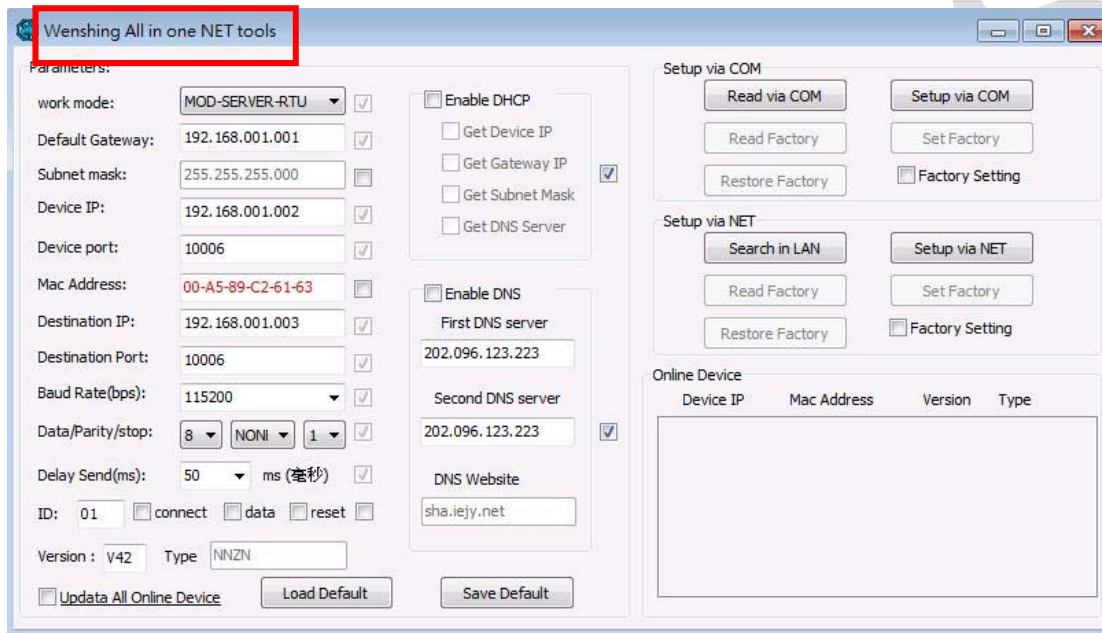 Wenshing All in one NET tools
Parameters:
work mode: MOD-SERVER-RTU
Default Gateway: 192.168.001.001
Subnet mask: 255.255.255.000
Device IP: 192.168.001.002
Device port: 10006
Mac Address: 00-A5-89-C2-61-63
Destination IP: 192.168.001.003
Destination Port: 10006
Baud Rate(bps): 115200
Data/Parity/stop: 8 NONI 1
Delay Send(ms): 50 ms (毫秒)
ID: 01 connect data reset
Version : V42 Type NNZN
Updata All Online Device Load Default Save Default
Enable DHCP
Get Device IP
Get Gateway IP
Get Subnet Mask
Get DNS Server
Enable DNS
First DNS server
202.096.123.223
Second DNS server
202.096.123.223
DNS Website
sha.iejy.net
Setup via COM
Read via COM Setup via COM
Read Factory Set Factory
Restore Factory Factory Setting
Setup via NET
Search in LAN Setup via NET
Read Factory Set Factory
Restore Factory Factory Setting
Online Device
Device IP Mac Address Version Type